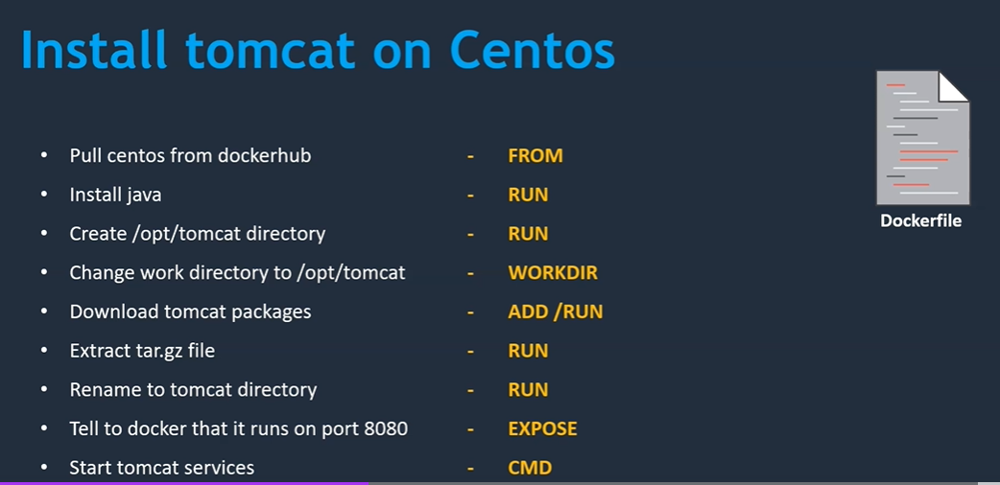 Install tomcat on Centos
• Pull centos from dockerhub - FROM
• Install java - RUN
• Create /opt/tomcat directory - RUN
• Change work directory to /opt/tomcat - WORKDIR
• Download tomcat packages - ADD /RUN
• Extract tar.gz file - RUN
• Rename to tomcat directory - RUN
• Tell to docker that it runs on port 8080 - EXPOSE
• Start tomcat services - CMD
Dockerfile